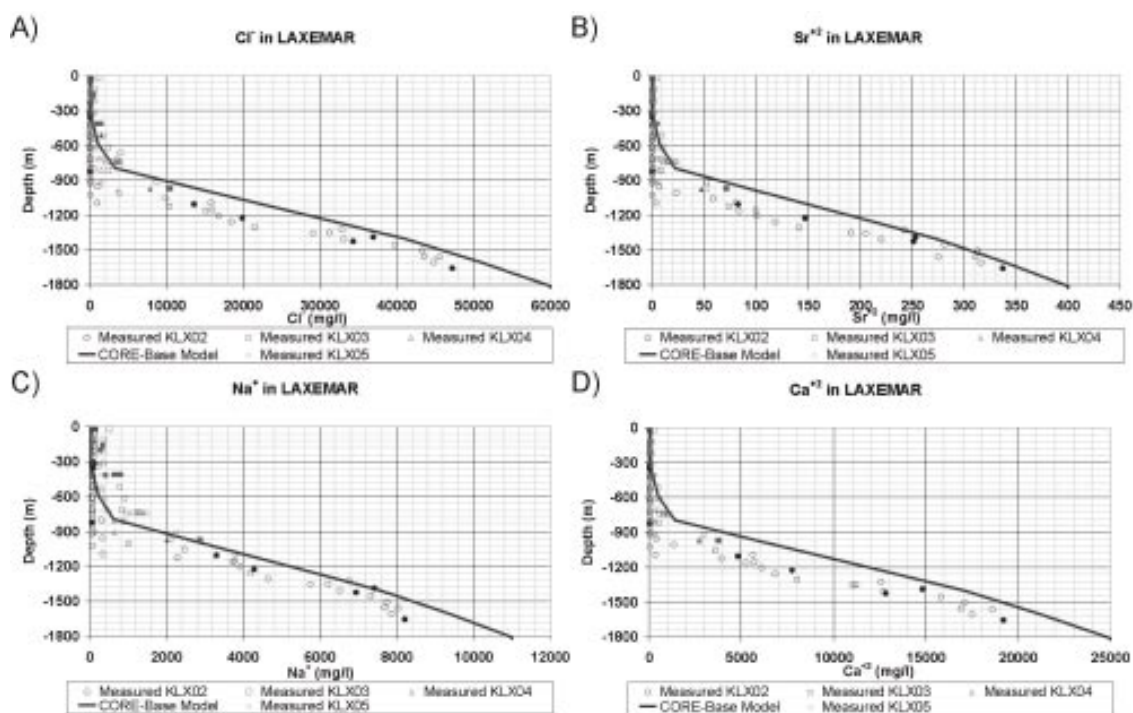 A)
Cl⁻ in LAXEMAR
0 10000 20000 30000 40000 50000 60000
0
-300
-600
-900
-1200
-1500
-1800
Depth (m)
Cl⁻ (mg/l)
Measured KLX02 Measured KLX03 Measured KLX04
CORE-Base Model Measured KLX05
B)
Sr⁺² in LAXEMAR
0 50 100 150 200 250 300 350 400 450
0
-300
-600
-900
-1200
-1500
-1800
Depth (m)
Sr⁺² (mg/l)
Measured KLX02 Measured KLX03 Measured KLX04
CORE-Base Model Measured KLX05
C)
Na⁺ in LAXEMAR
0 2000 4000 6000 8000 10000 12000
0
-300
-600
-900
-1200
-1500
-1800
Depth (m)
Na⁺ (mg/l)
Measured KLX02 Measured KLX03 Measured KLX04
CORE-Base Model Measured KLX05
D)
Ca⁺² in LAXEMAR
0 5000 10000 15000 20000 25000
0
-300
-600
-900
-1200
-1500
-1800
Depth (m)
Ca⁺² (mg/l)
Measured KLX02 Measured KLX03 Measured KLX04
CORE-Base Model Measured KLX05